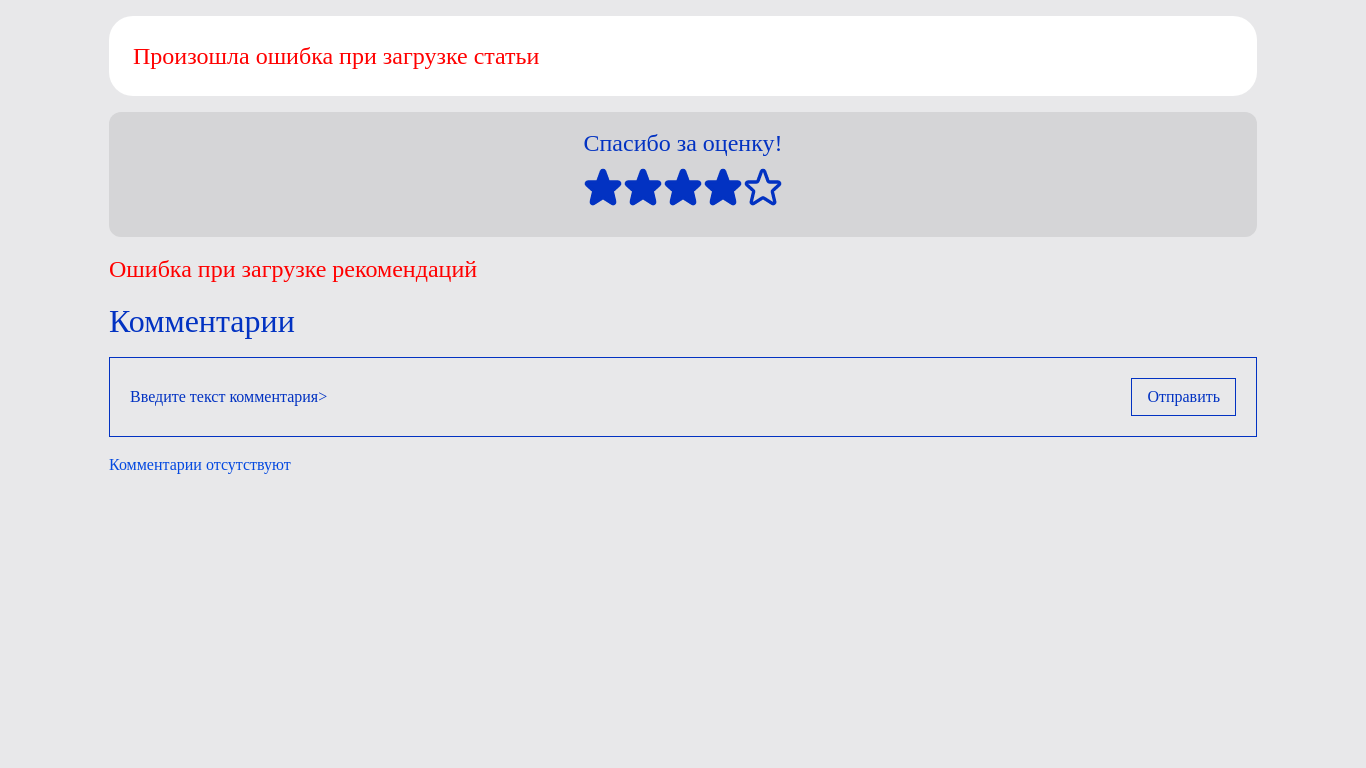 Произошла ошибка при загрузке статьи
Спасибо за оценку!
Ошибка при загрузке рекомендаций
Комментарии
Введите текст комментария>
Отправить
Комментарии отсутствуют